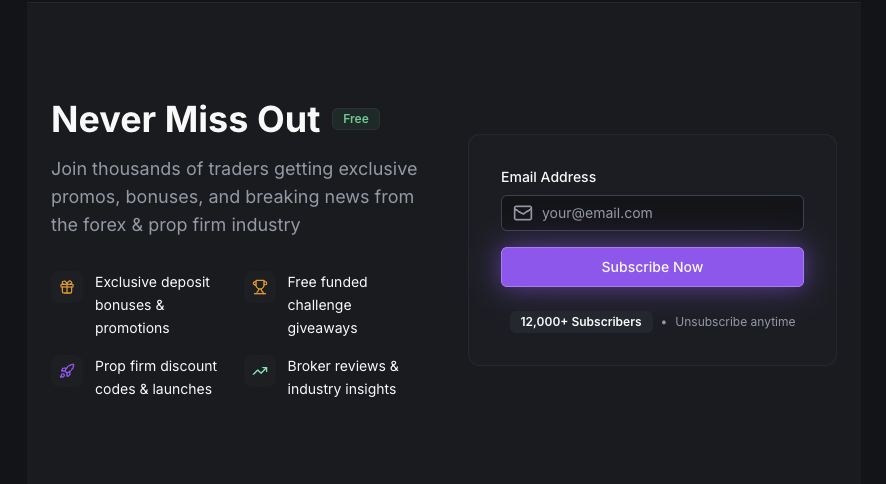 Never Miss Out Free
Join thousands of traders getting exclusive
promos, bonuses, and breaking news from
the forex & prop firm industry
Exclusive deposit
bonuses &
promotions
Free funded
challenge
giveaways
Prop firm discount
codes & launches
Broker reviews &
industry insights
Email Address
your@email.com
Subscribe Now
12,000+ Subscribers • Unsubscribe anytime